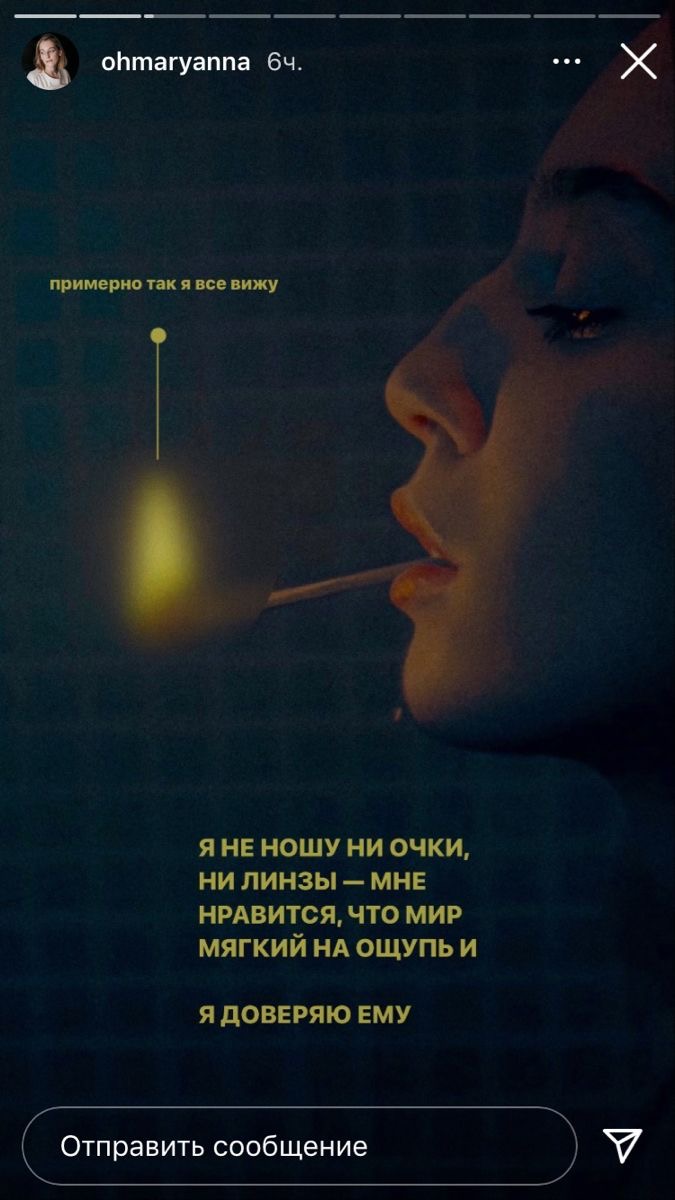 ohmaryanna 6ч.
примерно так я все вижу
Я НЕ НОШУ НИ ОЧКИ,
НИ ЛИНЗЫ — МНЕ
НРАВИТСЯ, ЧТО МИР
МЯГКИЙ НА ОЩУПЬ И
Я ДОВЕРЯЮ ЕМУ
Отправить сообщение